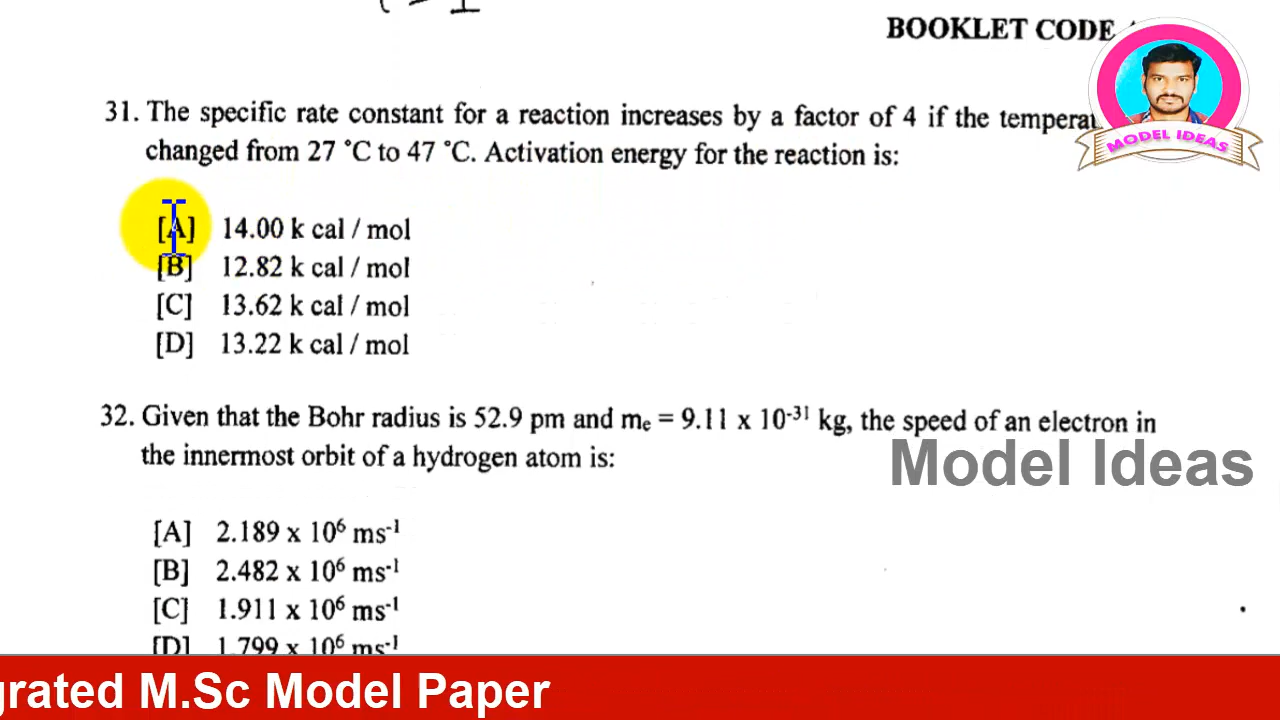 BOOKLET CODE
MODEL IDEAS
31. The specific rate constant for a reaction increases by a factor of 4 if the
changed from 27 °C to 47 °C. Activation energy for the reaction is:
[A] 14.00 k cal / mol
[B] 12.82 k cal / mol
[C] 13.62 k cal / mol
[D] 13.22 k cal / mol
32. Given that the Bohr radius is 52.9 pm and mₑ = 9.11 x 10⁻³¹ kg, the speed of an electron in
the innermost orbit of a hydrogen atom is:
Model Ideas
[A] 2.189 x 10⁶ ms⁻¹
[B] 2.482 x 10⁶ ms⁻¹
[C] 1.911 x 10⁶ ms⁻¹
[D] 1.799 x 10⁶ ms⁻¹
grated M.Sc Model Paper